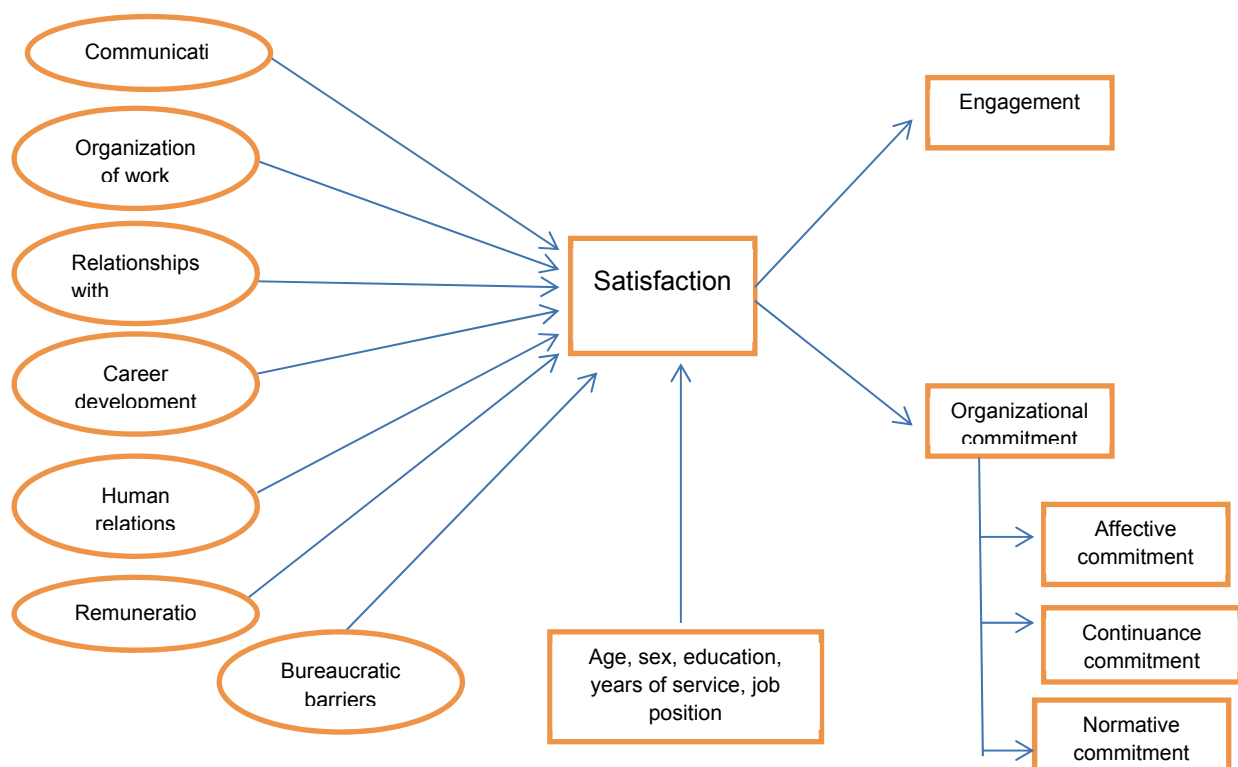 Communicati
Organization
of work
Relationships
with
Career
development
Human
relations
Remuneratio
Bureaucratic
barriers
Satisfaction
Age, sex, education,
years of service, job
position
Engagement
Organizational
commitment
Affective
commitment
Continuance
commitment
Normative
commitment